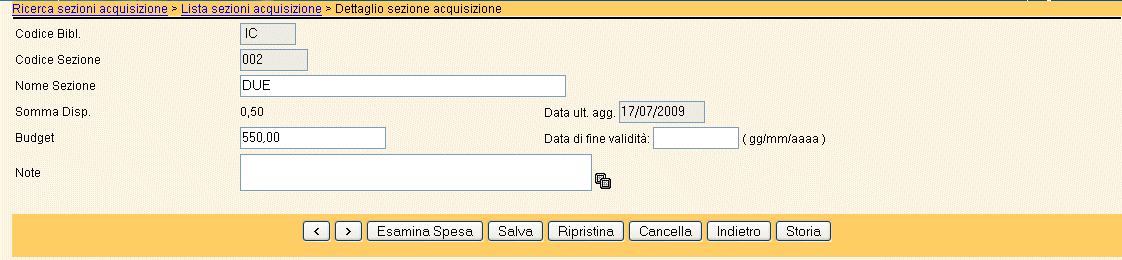 Ricerca sezioni acquisizione > Lista sezioni acquisizione > Dettaglio sezione acquisizione
Codice Bibl. IC
Codice Sezione 002
Nome Sezione DUE
Somma Disp. 0,50 Data ult. agg. 17/07/2009
Budget 550,00 Data di fine validità: ( gg/mm/aaaa )
Note
< > Esamina Spesa Salva Ripristina Cancella Indietro Storia